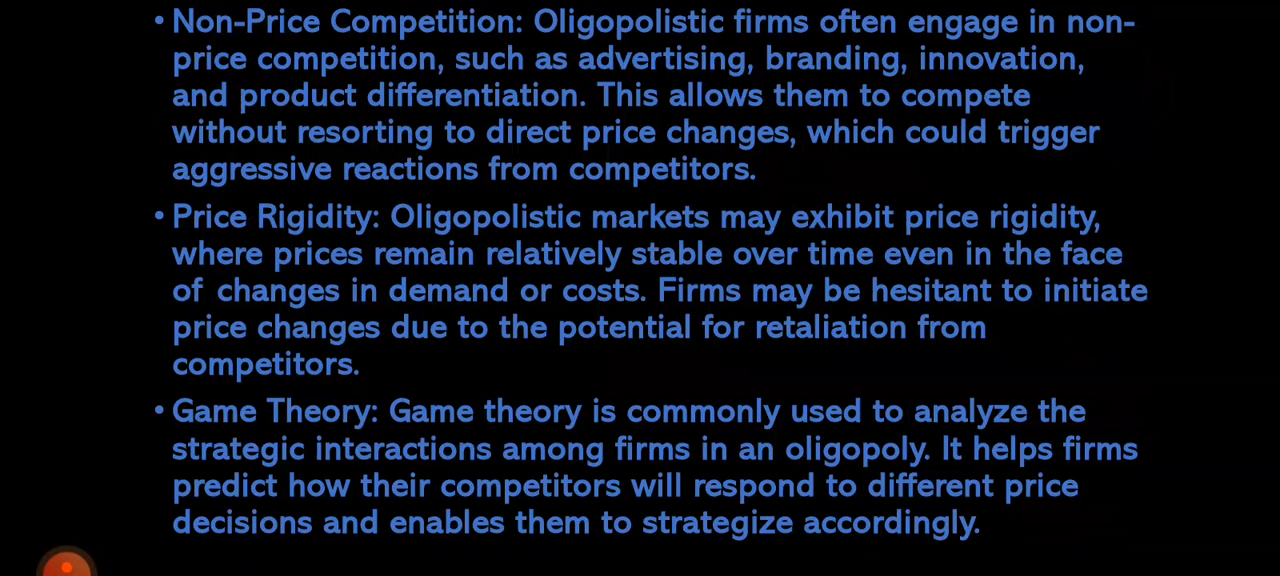 • Non-Price Competition: Oligopolistic firms often engage in non-
price competition, such as advertising, branding, innovation,
and product differentiation. This allows them to compete
without resorting to direct price changes, which could trigger
aggressive reactions from competitors.
• Price Rigidity: Oligopolistic markets may exhibit price rigidity,
where prices remain relatively stable over time even in the face
of changes in demand or costs. Firms may be hesitant to initiate
price changes due to the potential for retaliation from
competitors.
• Game Theory: Game theory is commonly used to analyze the
strategic interactions among firms in an oligopoly. It helps firms
predict how their competitors will respond to different price
decisions and enables them to strategize accordingly.